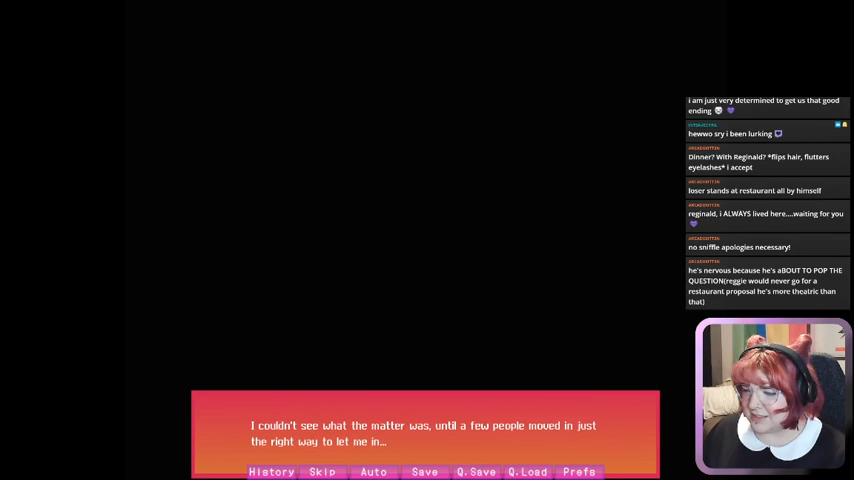 i am just very determined to get us that good
ending
hewwo sry i been lurking
Dinner? With Reginald? *flips hair, flutters
eyelashes* i accept
loser stands at restaurant all by himself
reginald, i ALWAYS lived here....waiting for you
no sniffle apologies necessary!
he's nervous because he's aBOUT TO POP THE
QUESTION(reggie would never go for a
restaurant proposal he's more theatric than
that)
I couldn't see what the matter was, until a few people moved in just
the right way to let me in...
History Skip Auto Save Q.Save Q.Load Prefs